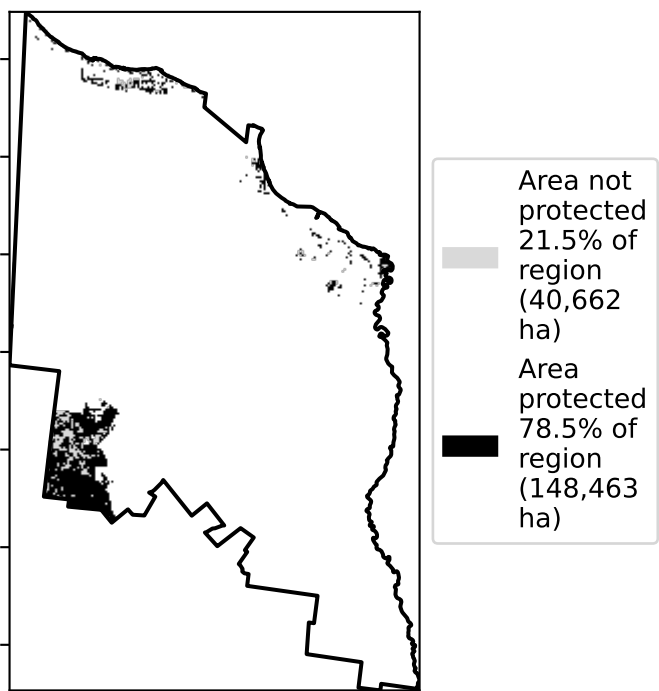 Area not
protected
21.5% of
region
(40,662
ha)
Area
protected
78.5% of
region
(148,463
ha)